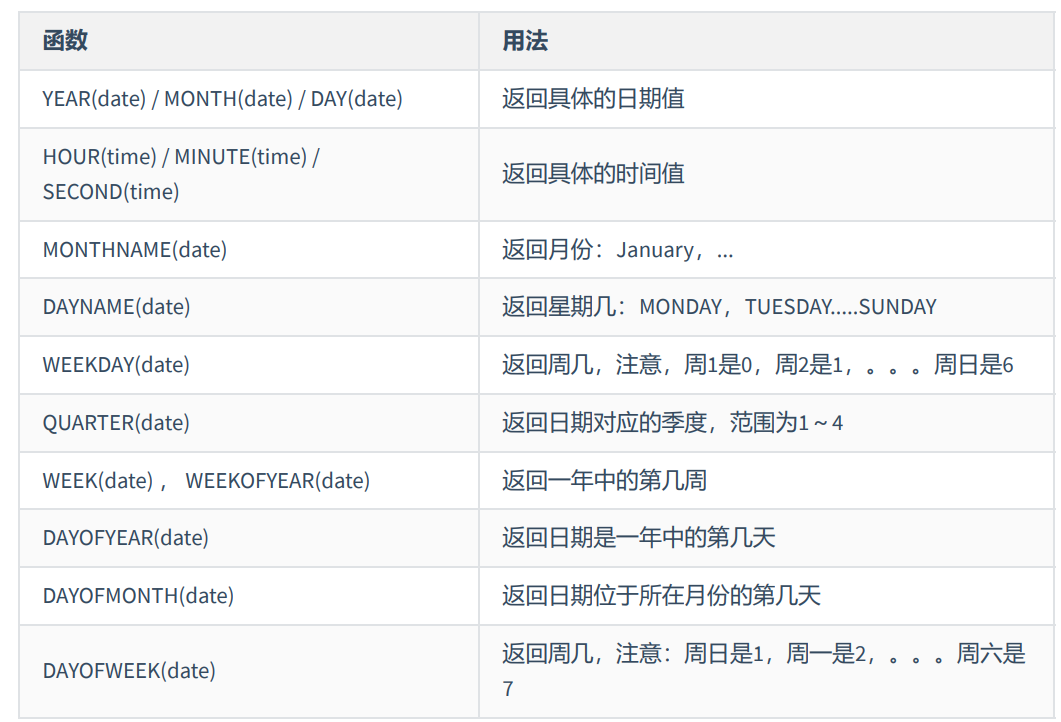 函数 用法
YEAR(date) / MONTH(date) / DAY(date) 返回具体的日期值
HOUR(time) / MINUTE(time) /
SECOND(time)
返回具体的时间值
MONTHNAME(date) 返回月份：January，...
DAYNAME(date) 返回星期几：MONDAY，TUESDAY.....SUNDAY
WEEKDAY(date) 返回周几，注意，周1是0，周2是1，。。。周日是6
QUARTER(date) 返回日期对应的季度，范围为1～4
WEEK(date) ， WEEKOFYEAR(date) 返回一年中的第几周
DAYOFYEAR(date) 返回日期是一年中的第几天
DAYOFMONTH(date) 返回日期位于所在月份的第几天
DAYOFWEEK(date)
返回周几，注意：周日是1，周一是2，。。。周六是
7